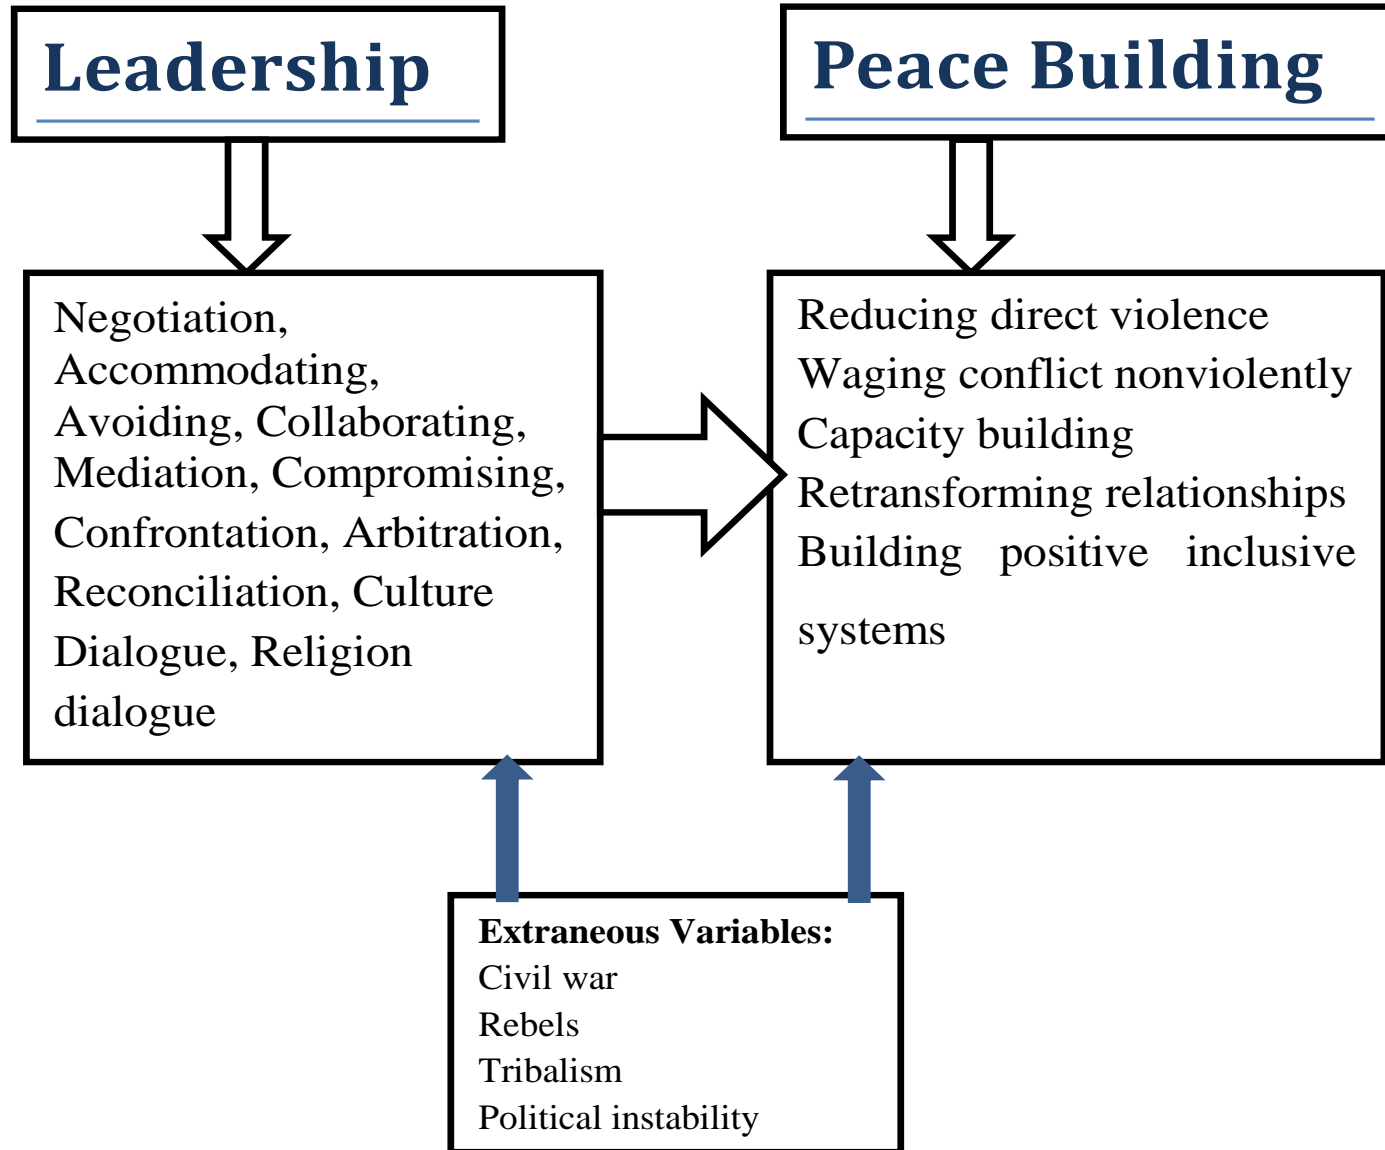 Leadership
Peace Building
Negotiation,
Accommodating,
Avoiding, Collaborating,
Mediation, Compromising,
Confrontation, Arbitration,
Reconciliation, Culture
Dialogue, Religion
dialogue
Reducing direct violence
Waging conflict nonviolently
Capacity building
Retransforming relationships
Building positive inclusive
systems
Extraneous Variables:
Civil war
Rebels
Tribalism
Political instability